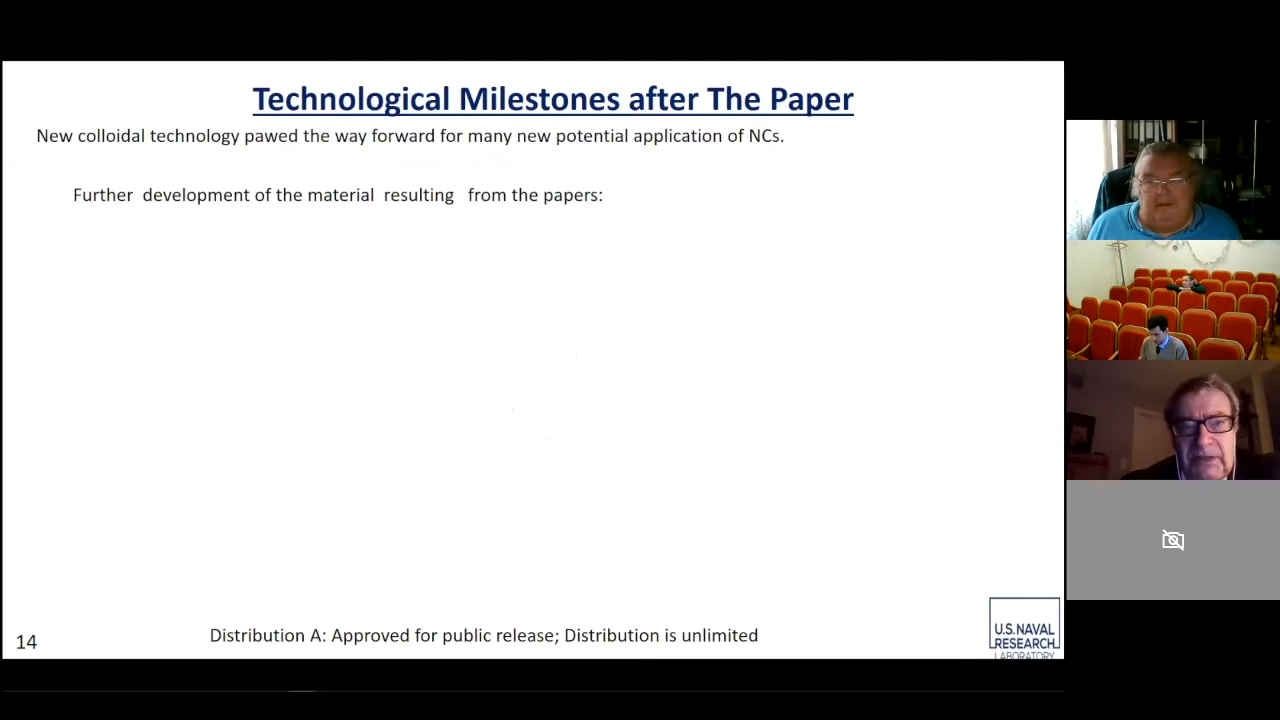 Technological Milestones after The Paper
New colloidal technology pawed the way forward for many new potential application of NCs.
Further development of the material resulting from the papers:
14
Distribution A: Approved for public release; Distribution is unlimited
U.S. NAVAL
RESEARCH
LABORATORY